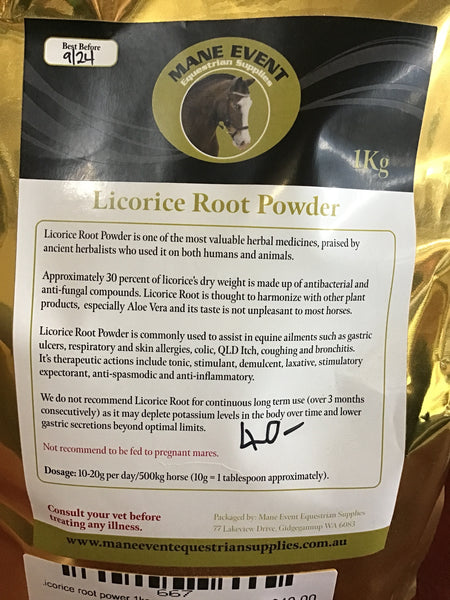 Best Before
9/24
MANE EVENT
Equestrian Supplies
1Kg
Licorice Root Powder
Licorice Root Powder is one of the most valuable herbal medicines, praised by
ancient herbalists who used it on both humans and animals.
Approximately 30 percent of licorice's dry weight is made up of antibacterial and
anti-fungal compounds. Licorice Root is thought to harmonize with other plant
products, especially Aloe Vera and its taste is not unpleasant to most horses.
Licorice Root Powder is commonly used to assist in equine ailments such as gastric
ulcers, respiratory and skin allergies, colic, QLD Itch, coughing and bronchitis.
It's therapeutic actions include tonic, stimulant, demulcent, laxative, stimulatory
expectorant, anti-spasmodic and anti-inflammatory.
We do not recommend Licorice Root for continuous long term use (over 3 months
consecutively) as it may deplete potassium levels in the body over time and lower
gastric secretions beyond optimal limits.
40-
Not recommend to be fed to pregnant mares.
Dosage: 10-20g per day/500kg horse (10g = 1 tablespoon approximately).
Consult your vet before
treating any illness.
Packaged by: Mane Event Equestrian Supplies
77 Lakeview Drive, Gidgegannup WA 6083
www.maneeventequestriansupplies.com.au
667
.icorice root power 1k